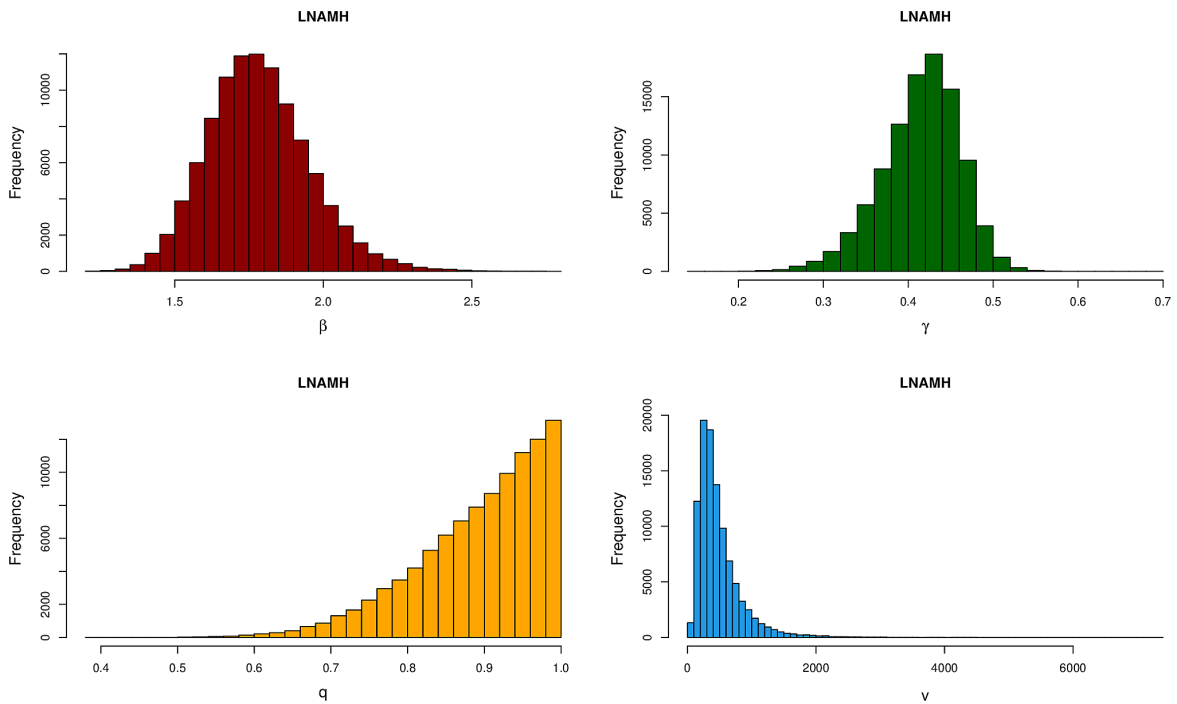 LNAMH
Frequency
0 2000 6000 10000
1.5 2.0 2.5
β
LNAMH
Frequency
0 5000 10000 15000
0.2 0.3 0.4 0.5 0.6 0.7
γ
LNAMH
Frequency
0 2000 6000 10000
0.4 0.5 0.6 0.7 0.8 0.9 1.0
q
LNAMH
Frequency
0 5000 10000 15000 20000
0 2000 4000 6000
v